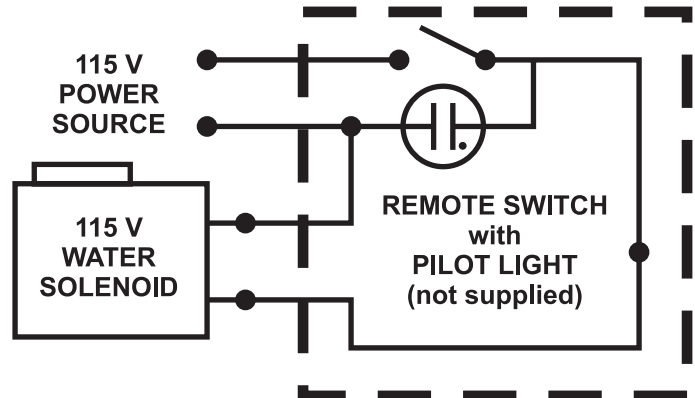 115 V
POWER
SOURCE
115 V
WATER
SOLENOID
REMOTE SWITCH
with
PILOT LIGHT
(not supplied)